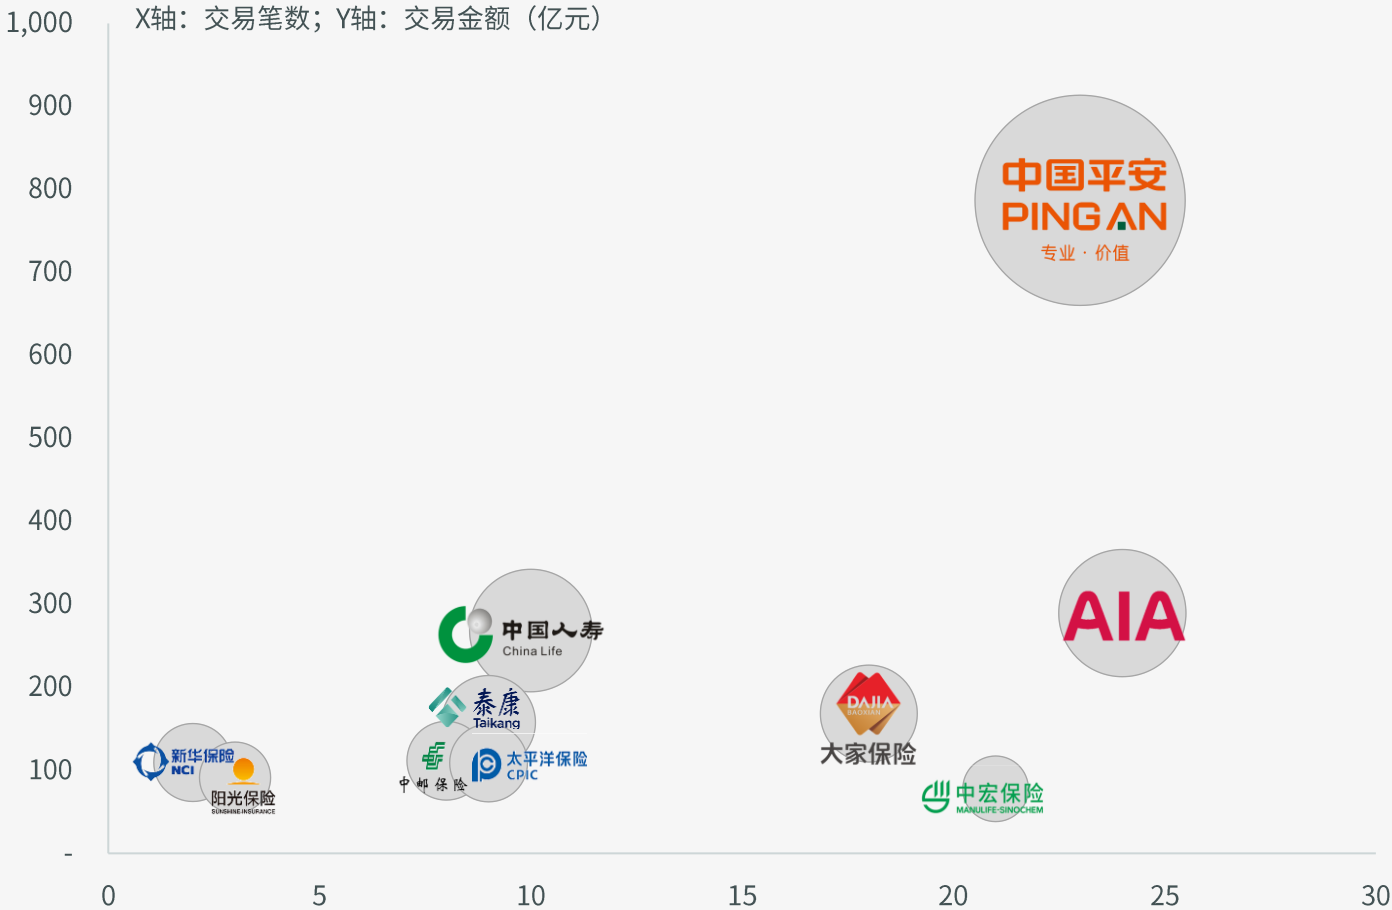 1,000
X轴：交易笔数；Y轴：交易金额（亿元）
900
800
700
600
500
400
300
200
100
-
中国平安
PING AN
专业·价值
AIA
中国人寿
China Life
泰康
Taikang
DAJIA
BAOXIAN
大家保险
新华保险
NCI
阳光保险
SUNSHINE-INSURANCE
中邮保险
太平洋保险
CPIC
中宏保险
MANULIFE-SINOCHEM
0 5 10 15 20 25 30